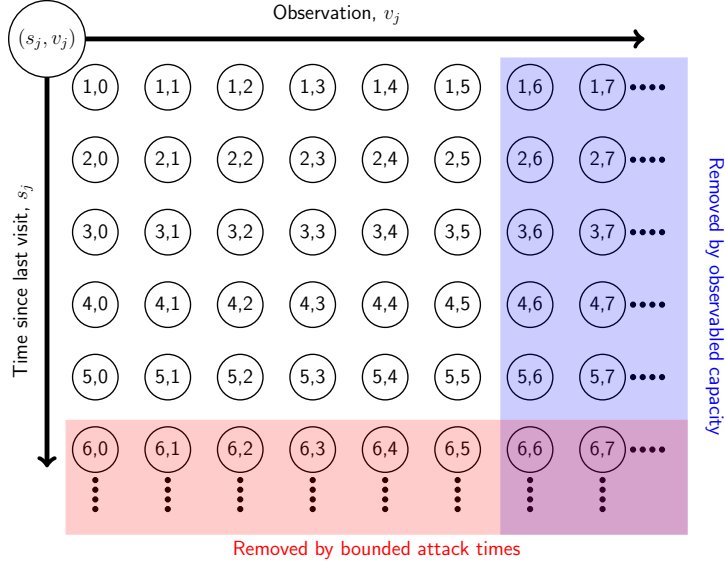 Observation, v_j
(s_j, v_j)
1,0 1,1 1,2 1,3 1,4 1,5 1,6 1,7
2,0 2,1 2,2 2,3 2,4 2,5 2,6 2,7
3,0 3,1 3,2 3,3 3,4 3,5 3,6 3,7
4,0 4,1 4,2 4,3 4,4 4,5 4,6 4,7
5,0 5,1 5,2 5,3 5,4 5,5 5,6 5,7
6,0 6,1 6,2 6,3 6,4 6,5 6,6 6,7
Time since last visit, s_j
Removed by observabled capacity
Removed by bounded attack times